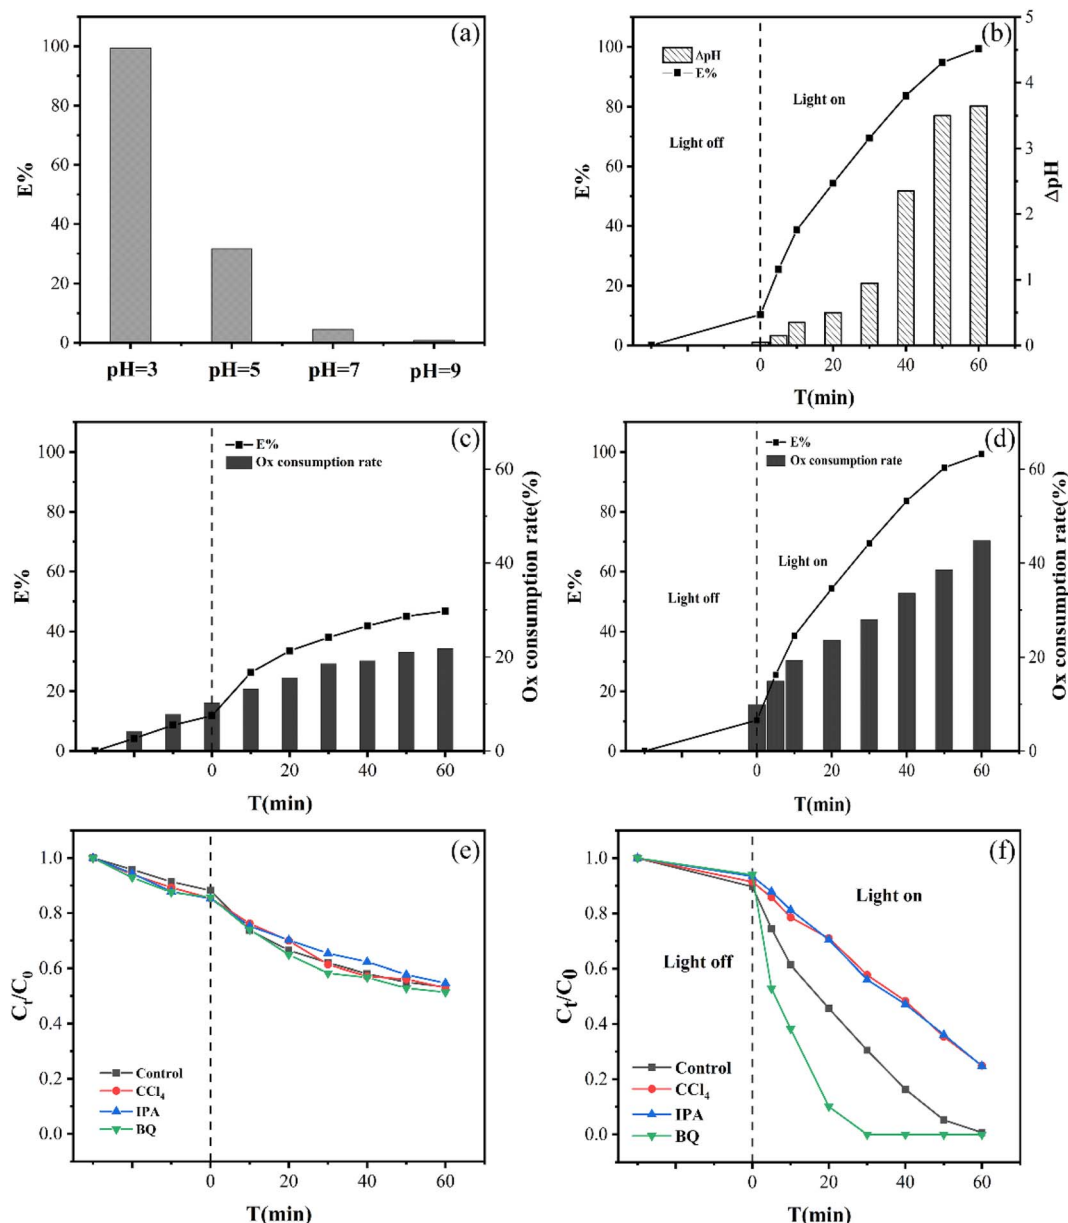 (a)
E%
100
80
60
40
20
0
pH=3 pH=5 pH=7 pH=9
(b)
ΔpH
E%
Light on
Light off
E%
100
80
60
40
20
0
5
4
3
2
1
0
ΔpH
0 20 40 60
T(min)
(c)
E%
Ox consumption rate
Light off
E%
100
80
60
40
20
0
60
40
20
0
Ox consumption rate(%)
0 20 40 60
T(min)
(d)
E%
Ox consumption rate
Light on
Light off
E%
100
80
60
40
20
0
60
40
20
0
Ox consumption rate(%)
0 20 40 60
T(min)
(e)
Ct/C0
1.0
0.8
0.6
0.4
0.2
0.0
Control
CCl4
IPA
BQ
0 20 40 60
T(min)
(f)
Light on
Light off
Ct/C0
1.0
0.8
0.6
0.4
0.2
0.0
Control
CCl4
IPA
BQ
0 20 40 60
T(min)